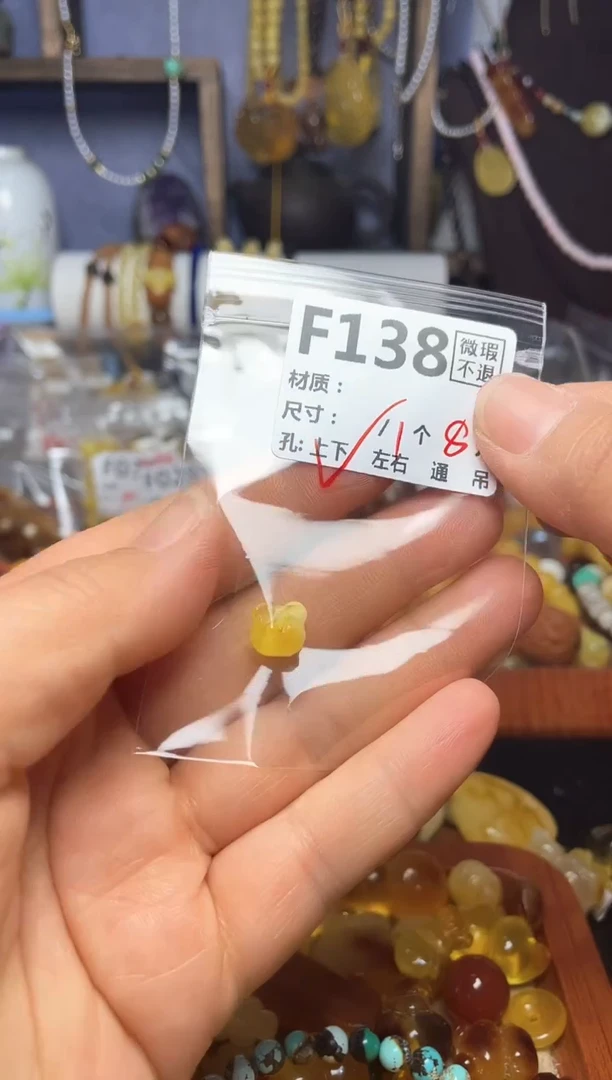 F138 微瑕
不退
材质：
尺寸： /1个 8
孔: 上下 左右 通 吊